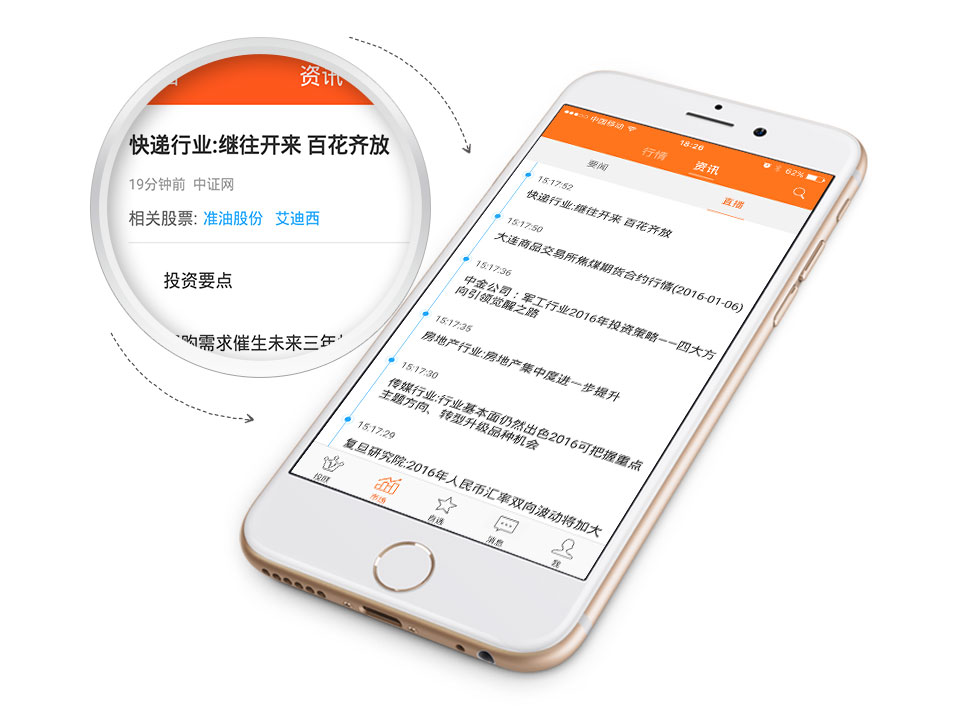 资讯
快递行业:继往开来 百花齐放
19分钟前 中证网
相关股票: 准油股份 艾迪西
投资要点
购需求催生未来三年
中国移动
18:20
62%
行情 资讯
要闻 直播
15:17:52
快递行业:继往开来 百花齐放
15:17:50
大连商品交易所焦煤期货合约行情(2016-01-06)
15:17:36
中金公司：军工行业2016年投资策略——四大方
向引领觉醒之路
15:17:35
房地产行业:房地产集中度进一步提升
15:17:30
传媒行业:行业基本面仍然出色2016可把握重点
主题方向、转型升级品种机会
15:17:29
复旦研究院:2016年人民币汇率双向波动将加大
投瞅 市场 自选 消息 我